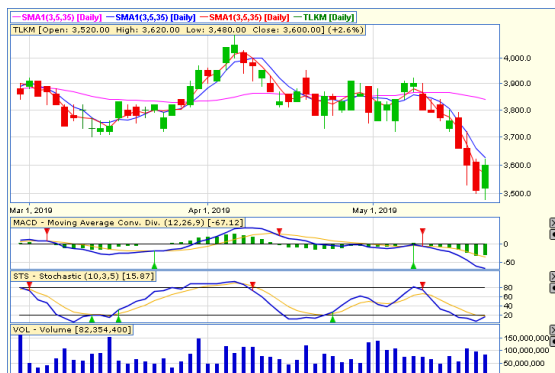 SMA1(3,5,35) [Daily] SMA1(3,5,35) [Daily] SMA1(3,5,35) [Daily] TLKM [Daily]
TLKM [Open: 3,520.00 High: 3,620.00 Low: 3,480.00 Close: 3,600.00] (+2.6%)
4,000.0
3,900.0
3,800.0
3,700.0
3,600.0
3,500.0
Mar 1, 2019 April 1, 2019 May 1, 2019
MACD - Moving Average Conv. Div. (12,26,9) [-67.12]
0
-50
STS - Stochastic (10,3,5) [15.87]
80
60
40
20
VOL - Volume [82,354,400]
150,000,000
100,000,000
50,000,000